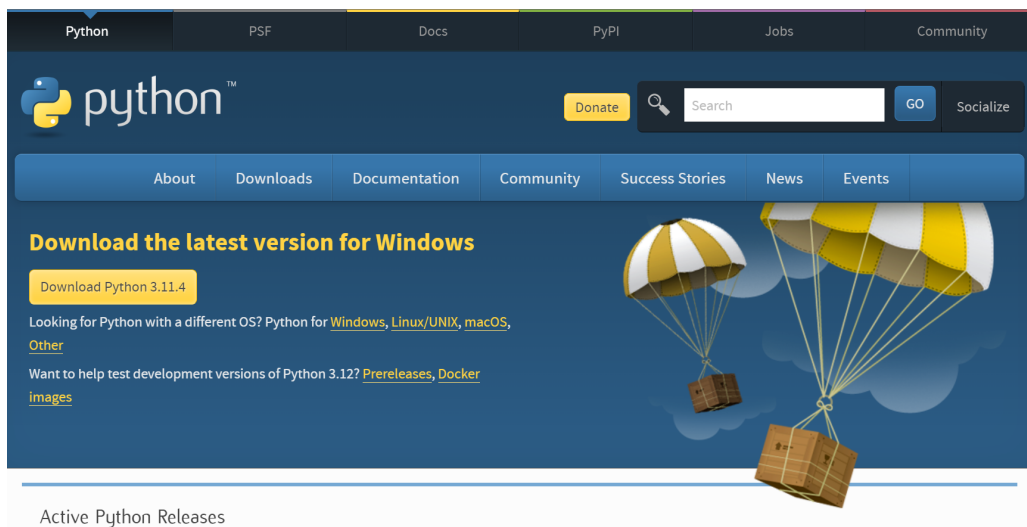 Python PSF Docs PyPI Jobs Community
python™ Donate Search GO Socialize
About Downloads Documentation Community Success Stories News Events
Download the latest version for Windows
Download Python 3.11.4
Looking for Python with a different OS? Python for Windows, Linux/UNIX, macOS,
Other
Want to help test development versions of Python 3.12? Prereleases, Docker
images
Active Python Releases